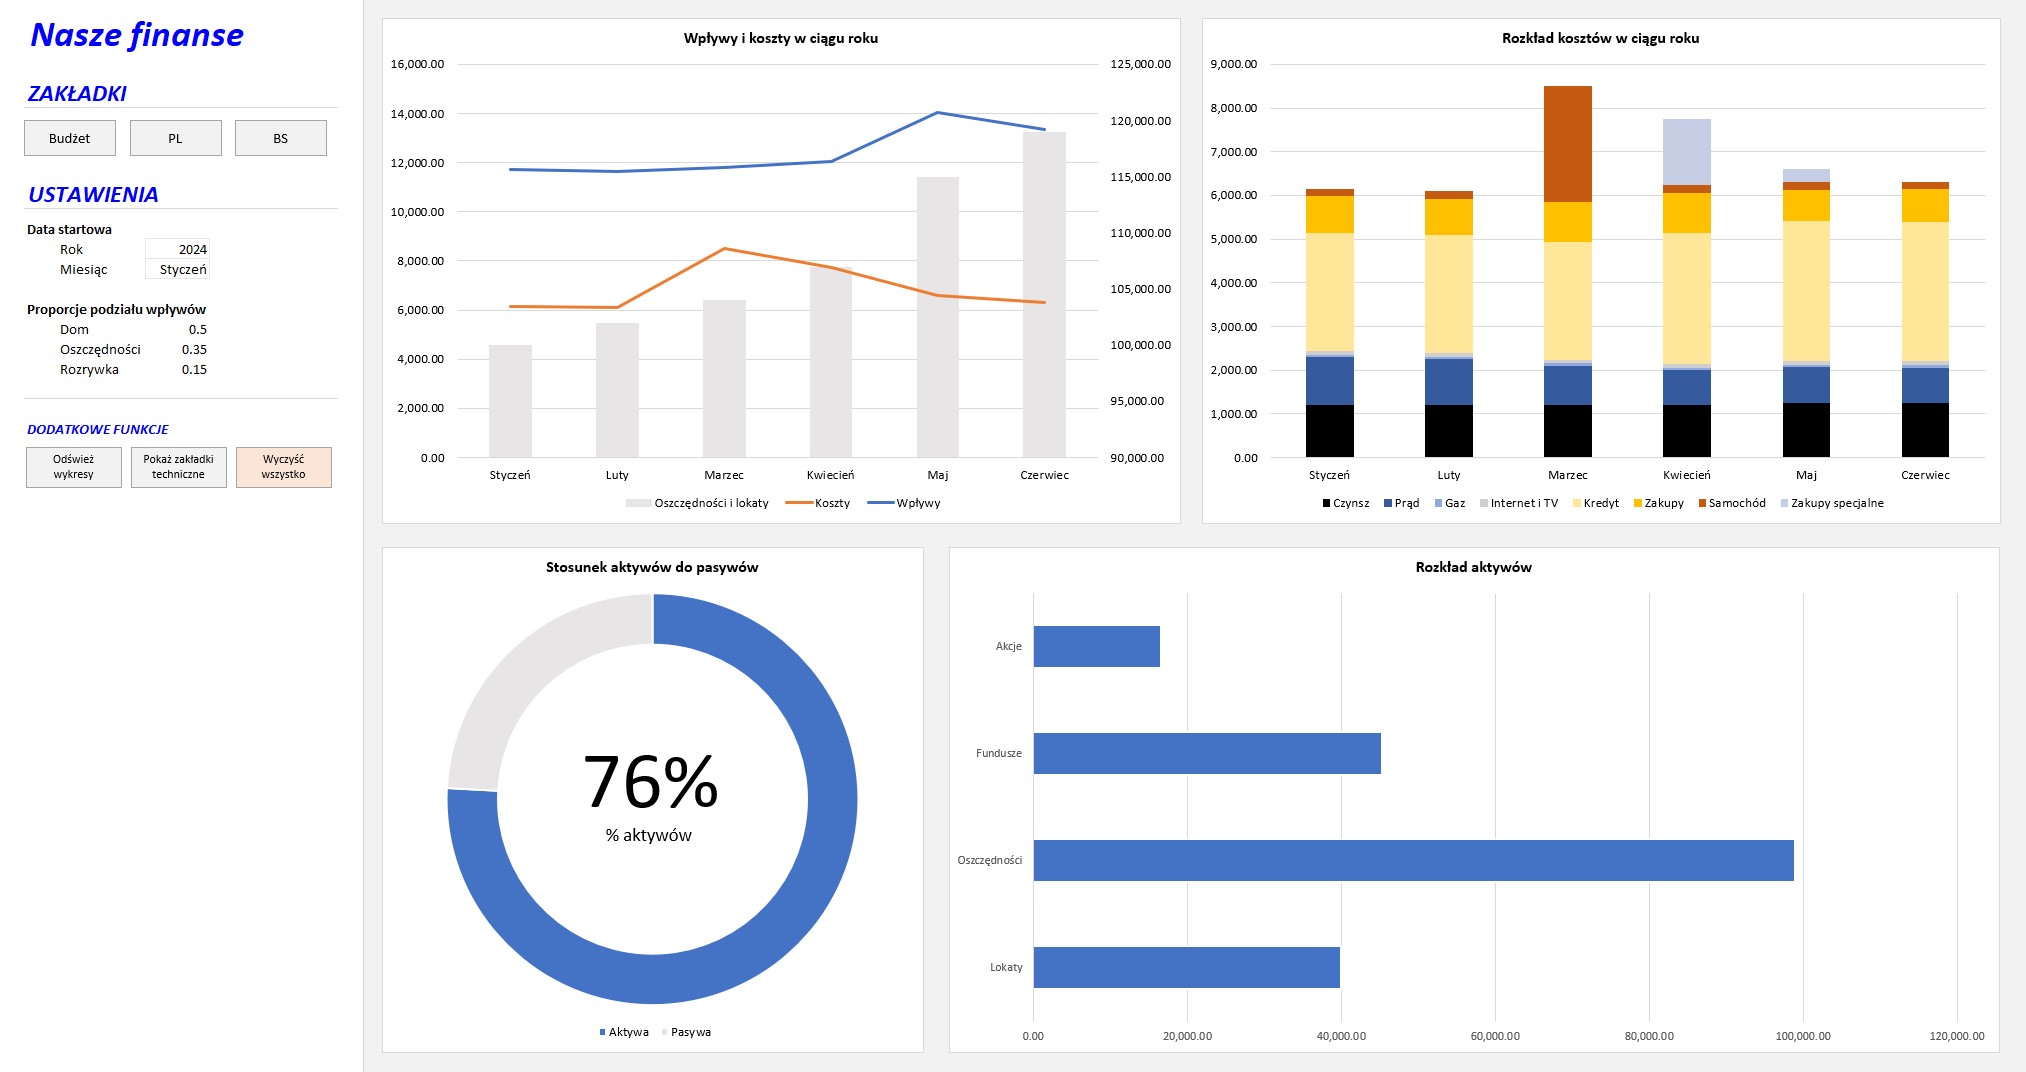 Nasze finanse
ZAKŁADKI
Budżet PL BS
USTAWIENIA
Data startowa
Rok 2024
Miesiąc Styczeń
Proporcje podziału wpływów
Dom 0.5
Oszczędności 0.35
Rozrywka 0.15
DODATKOWE FUNKCJE
Odśwież wykresy
Pokaż zakładki techniczne
Wyczyść wszystko
Wpływy i koszty w ciągu roku
16,000.00 125,000.00
14,000.00 120,000.00
12,000.00 115,000.00
10,000.00 110,000.00
8,000.00 105,000.00
6,000.00 100,000.00
4,000.00 95,000.00
2,000.00 90,000.00
0.00
Styczeń Luty Marzec Kwiecień Maj Czerwiec
Oszczędności i lokaty Koszty Wpływy
Rozkład kosztów w ciągu roku
9,000.00
8,000.00
7,000.00
6,000.00
5,000.00
4,000.00
3,000.00
2,000.00
1,000.00
0.00
Styczeń Luty Marzec Kwiecień Maj Czerwiec
Czynsz Prąd Gaz Internet i TV Kredyt Zakupy Samochód Zakupy specjalne
Stosunek aktywów do pasywów
76%
% aktywów
Aktywa Pasywa
Rozkład aktywów
Akcje
Fundusze
Oszczędności
Lokaty
0.00 20,000.00 40,000.00 60,000.00 80,000.00 100,000.00 120,000.00